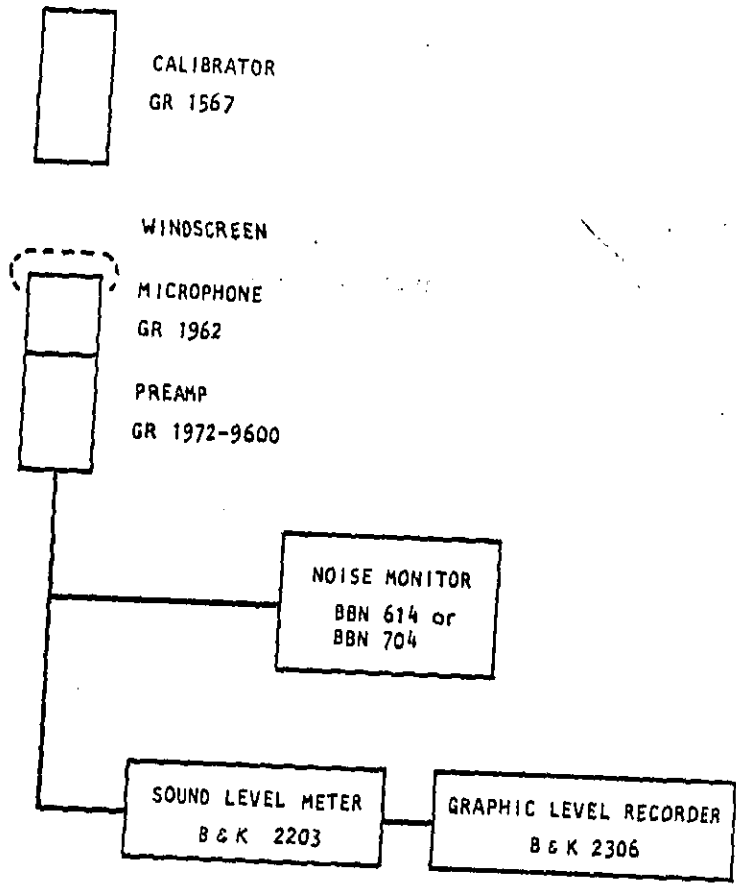 CALIBRATOR
GR 1567
WINDSCREEN
MICROPHONE
GR 1962
PREAMP
GR 1972-9600
NOISE MONITOR
BBN 614 or
BBN 704
SOUND LEVEL METER
B & K 2203
GRAPHIC LEVEL RECORDER
B & K 2306